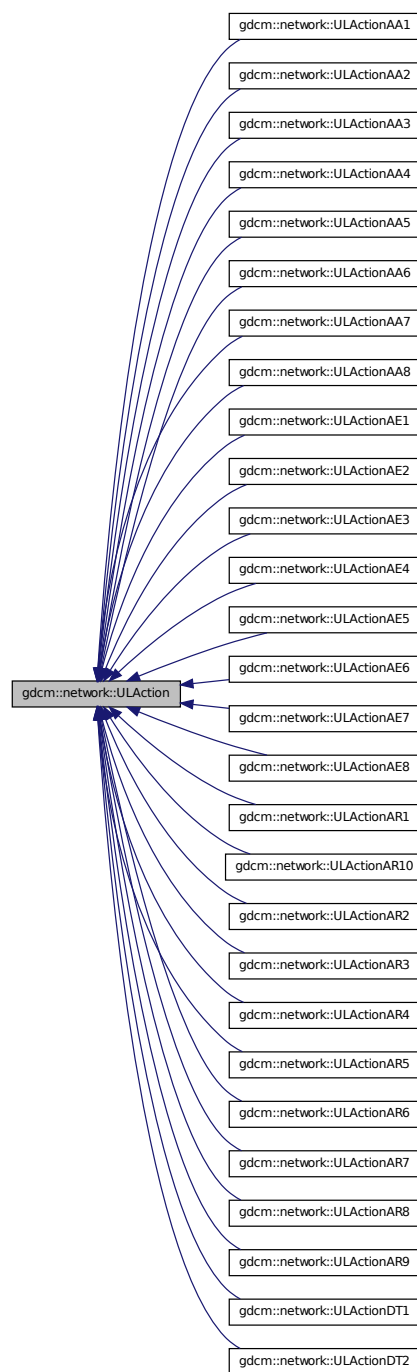 gdcm::network::ULActionAA1
gdcm::network::ULActionAA2
gdcm::network::ULActionAA3
gdcm::network::ULActionAA4
gdcm::network::ULActionAA5
gdcm::network::ULActionAA6
gdcm::network::ULActionAA7
gdcm::network::ULActionAA8
gdcm::network::ULActionAE1
gdcm::network::ULActionAE2
gdcm::network::ULActionAE3
gdcm::network::ULActionAE4
gdcm::network::ULActionAE5
gdcm::network::ULActionAE6
gdcm::network::ULAction
gdcm::network::ULActionAE7
gdcm::network::ULActionAE8
gdcm::network::ULActionAR1
gdcm::network::ULActionAR10
gdcm::network::ULActionAR2
gdcm::network::ULActionAR3
gdcm::network::ULActionAR4
gdcm::network::ULActionAR5
gdcm::network::ULActionAR6
gdcm::network::ULActionAR7
gdcm::network::ULActionAR8
gdcm::network::ULActionAR9
gdcm::network::ULActionDT1
gdcm::network::ULActionDT2